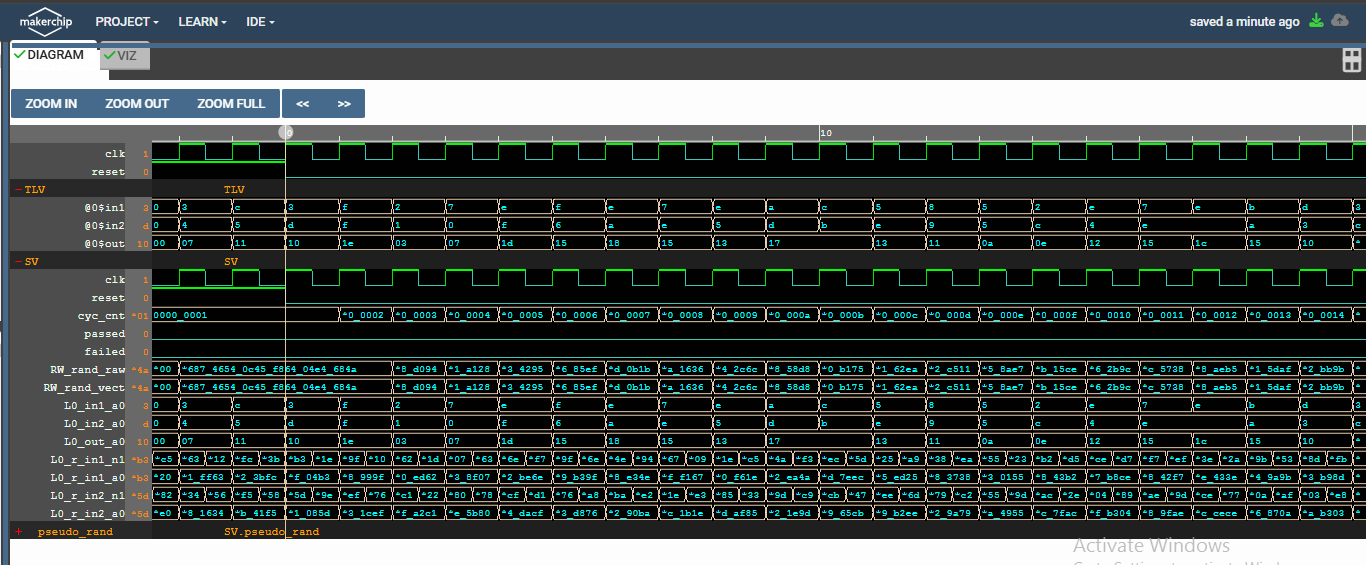 makerchip PROJECT LEARN IDE saved a minute ago
DIAGRAM VIZ
ZOOM IN ZOOM OUT ZOOM FULL << >>
0 10
clk 1
reset 0
-TLV TLV
@0$in1 3 0 3 c 3 f 2 7 e f e 7 e a c 5 8 5 2 e 7 e b d 3
@0$in2 d 0 4 5 d f 1 0 f 6 a e 5 d b e 9 5 c 4 e a 3 c
@0$out 10 00 07 11 10 1e 03 07 1d 15 18 15 13 17 13 11 0a 0e 12 15 1c 15 10 *
-SV SV
clk 1
reset 0
cyc_cnt *01 0000_0001 *0_0002 *0_0003 *0_0004 *0_0005 *0_0006 *0_0007 *0_0008 *0_0009 *0_000a *0_000b *0_000c *0_000d *0_000e *0_000f *0_0010 *0_0011 *0_0012 *0_0013 *0_0014 *
passed 0
failed 0
RW_rand_raw *4a *00 *687_4654_0c45_f864_04e4_684a *8_d094 *1_a128 *3_4295 *6_85ef *d_0b1b *a_1636 *4_2c6c *8_58d8 *0_b175 *1_62ea *2_c511 *5_8ae7 *b_15ce *6_2b9c *c_5738 *8_aeb5 *1_5daf *2_bb9b *
RW_rand_vect *4a *00 *687_4654_0c45_f864_04e4_684a *8_d094 *1_a128 *3_4295 *6_85ef *d_0b1b *a_1636 *4_2c6c *8_58d8 *0_b175 *1_62ea *2_c511 *5_8ae7 *b_15ce *6_2b9c *c_5738 *8_aeb5 *1_5daf *2_bb9b *
L0_in1_a0 3 0 3 c 3 f 2 7 e f e 7 e a c 5 8 5 2 e 7 e b d 3
L0_in2_a0 d 0 4 5 d f 1 0 f 6 a e 5 d b e 9 5 c 4 e a 3 c
L0_out_a0 10 00 07 11 10 1e 03 07 1d 15 18 15 13 17 13 11 0a 0e 12 15 1c 15 10 *
L0_r_in1_n1 *b3 *c5 *63 *12 *fc *3b *b3 *1e *9f *10 *62 *1d *07 *63 *6e *f7 *9f *6e *4e *94 *67 *09 *1e *c5 *4a *f3 *ec *5d *25 *a9 *38 *ea *55 *23 *b2 *d5 *ce *d7 *f7 *ef *3e *2a *9b *53 *8d *fb *
L0_r_in1_a0 *b3 *20 *1_ff63 *2_3bfc *f_04b3 *8_999f *0_ed62 *3_8f07 *2_be6e *9_b39f *8_e34e *f_f167 *0_f61e *2_ea4a *d_7eec *5_ed25 *8_3738 *3_0155 *8_43b2 *7_b8ce *8_42f7 *e_433e *4_9a9b *3_b98d *
L0_r_in2_n1 *5d *82 *34 *56 *f5 *58 *5d *9e *ef *76 *c1 *22 *80 *78 *cf *d1 *76 *a8 *ba *e2 *1e *e3 *85 *33 *9d *c9 *cb *47 *ee *6d *79 *c2 *55 *9d *ac *2e *04 *89 *ae *9d *ce *77 *0a *af *03 *e8 *
L0_r_in2_a0 *5d *e0 *8_1634 *b_41f5 *1_085d *3_1cef *f_a2c1 *e_5b80 *4_dacf *3_d876 *2_90ba *c_1b1e *d_af85 *2_1e9d *9_65cb *9_b2ee *2_9a79 *a_4955 *c_7fac *f_b304 *8_9fae *c_cece *6_870a *a_b303 *
+ pseudo_rand SV.pseudo_rand
Activate Windows